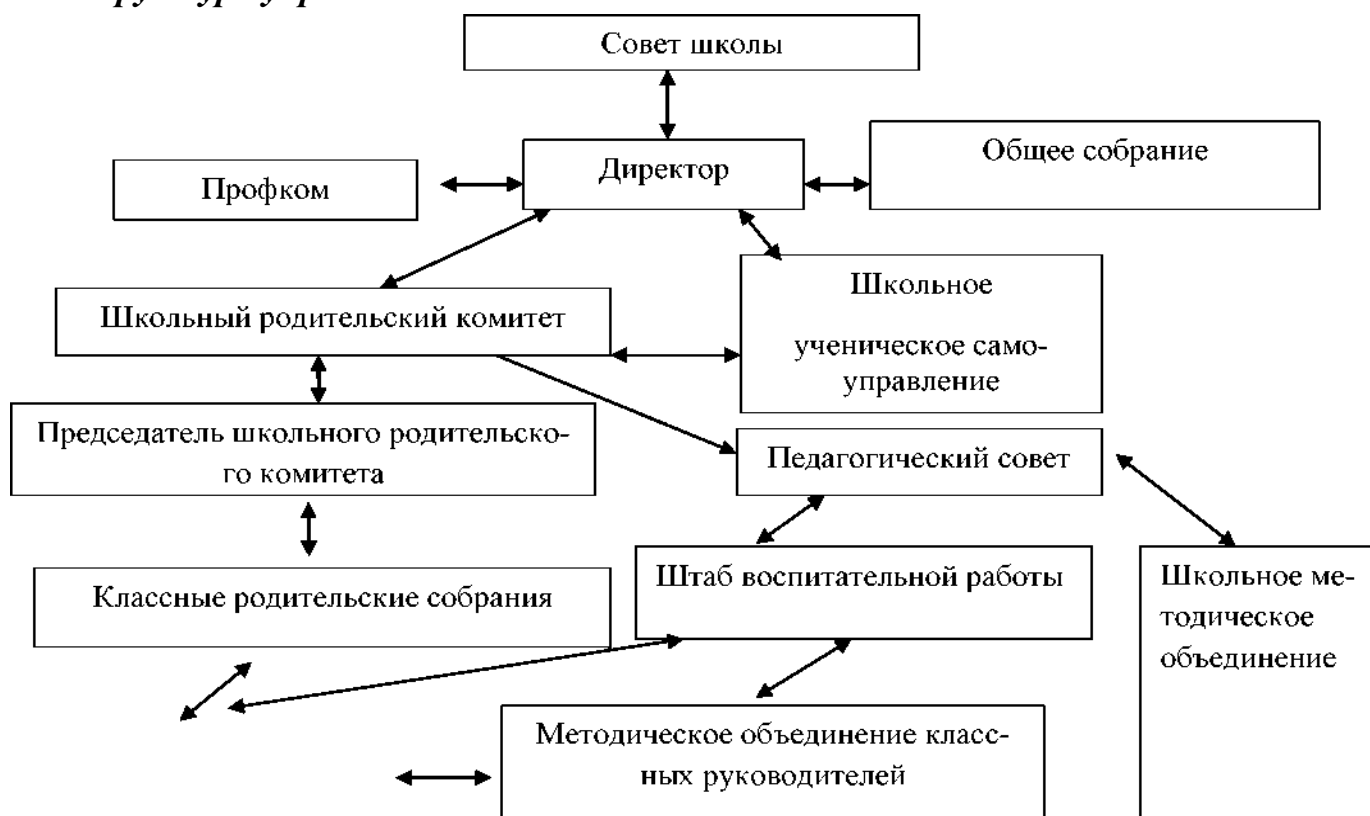 Совет школы
Общее собрание
Директор
Профком
Школьное
ученическое само-
управление
Школьный родительский комитет
Председатель школьного родительско-
го комитета
Педагогический совет
Штаб воспитательной работы
Школьное ме-
тодическое
объединение
Классные родительские собрания
Методическое объединение класс-
ных руководителей